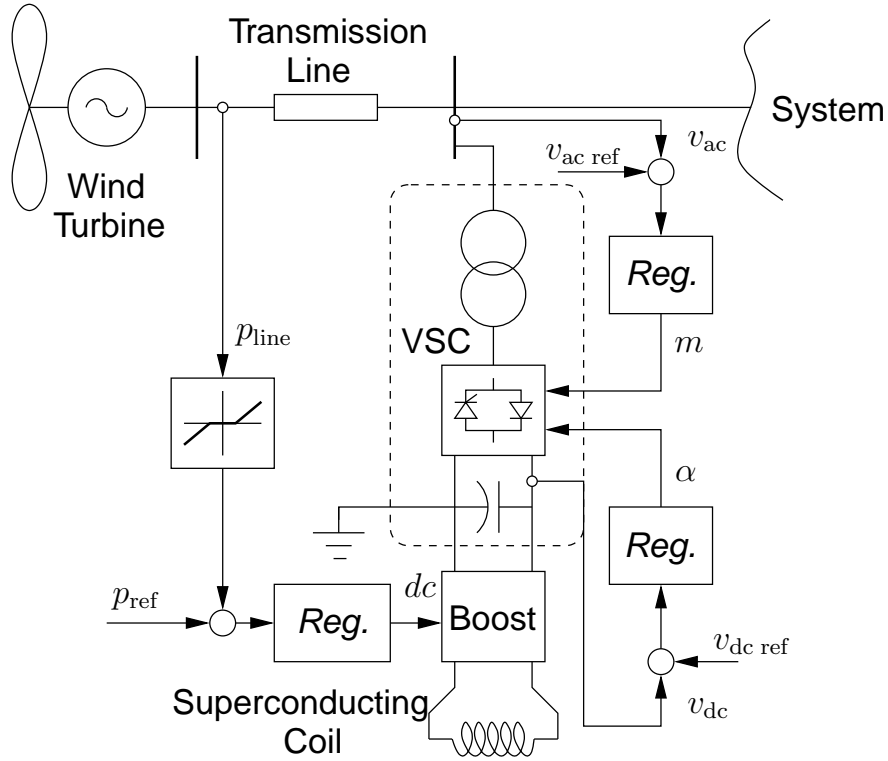 Transmission
Line
System
v_ac
v_ac ref
Wind
Turbine
Reg.
p_line
VSC
m
α
Reg.
dc
p_ref
Reg.
Boost
v_dc ref
v_dc
Superconducting
Coil